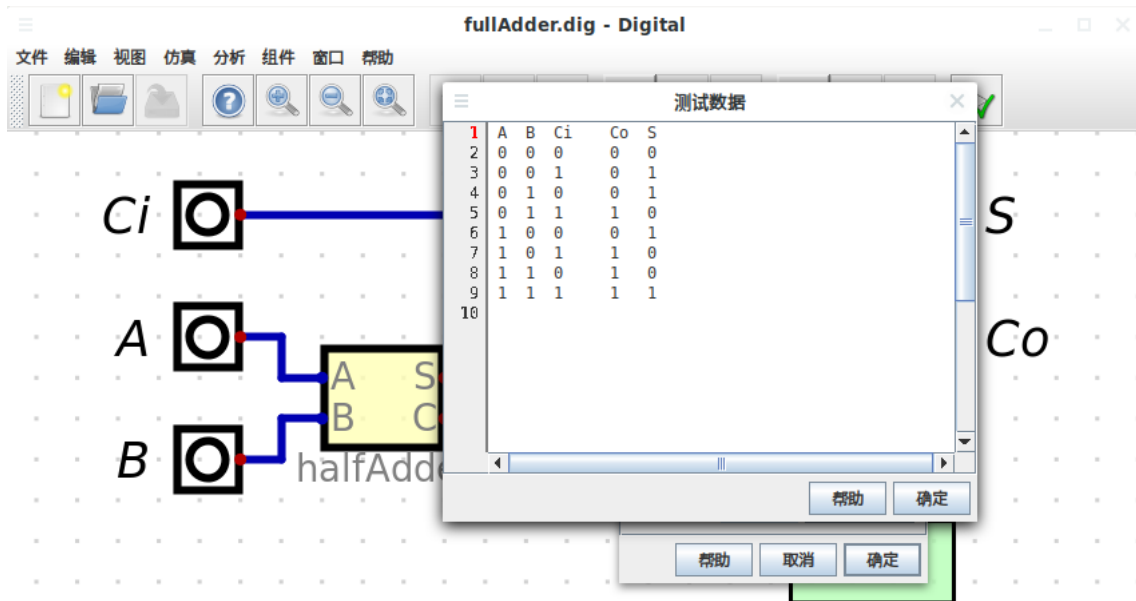 fullAdder.dig - Digital
文件 编辑 视图 仿真 分析 组件 窗口 帮助
测试数据
1 A B Ci Co S
2 0 0 0 0 0
3 0 0 1 0 1
4 0 1 0 0 1
5 0 1 1 1 0
6 1 0 0 0 1
7 1 0 1 1 0
8 1 1 0 1 0
9 1 1 1 1 1
10
Ci
S
A
Co
A S
B C
B
halfAdde
帮助 确定
帮助 取消 确定